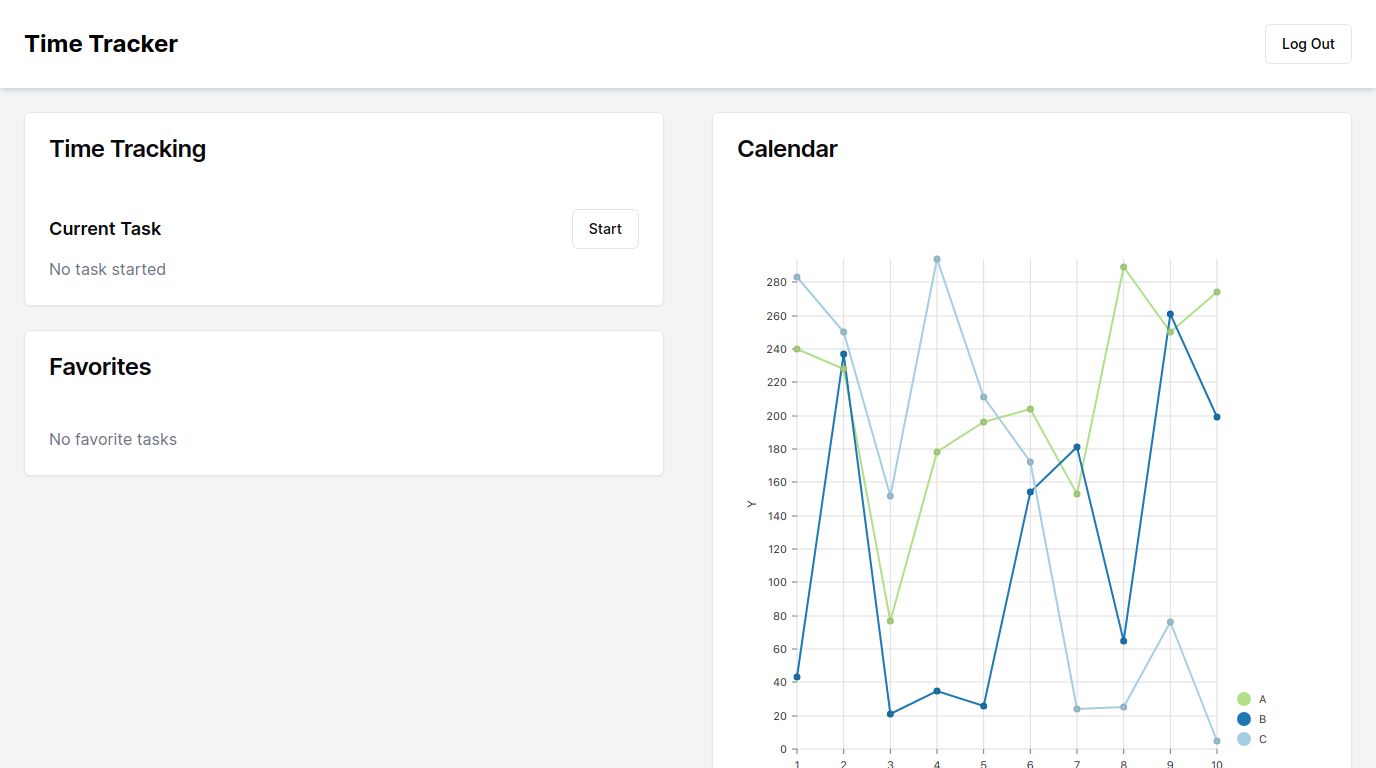 Time Tracker
Log Out
Time Tracking
Current Task
Start
No task started
Favorites
No favorite tasks
Calendar
280
260
240
220
200
180
160
140
120
100
80
60
40
20
0
Y
1 2 3 4 5 6 7 8 9 10
A
B
C